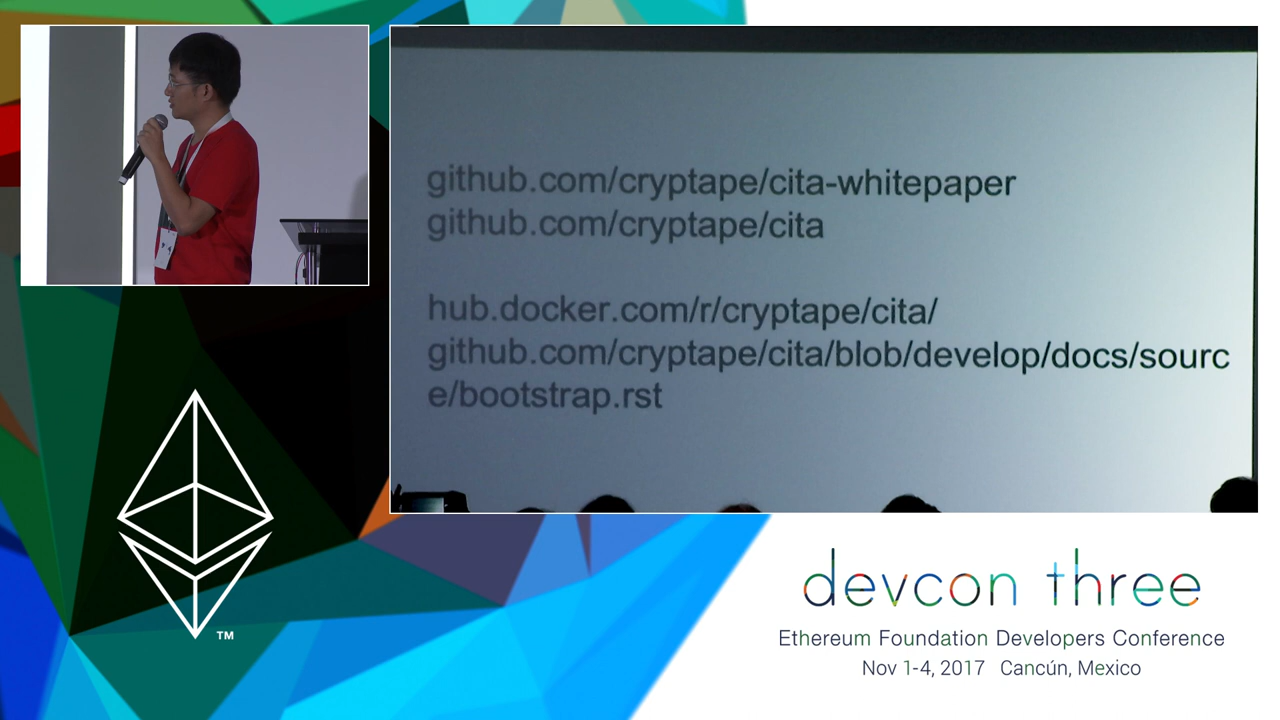 github.com/cryptape/cita-whitepaper
github.com/cryptape/cita
hub.docker.com/r/cryptape/cita/
github.com/cryptape/cita/blob/develop/docs/sourc
e/bootstrap.rst
TM
devcon three
Ethereum Foundation Developers Conference
Nov 1-4, 2017 Cancún, Mexico